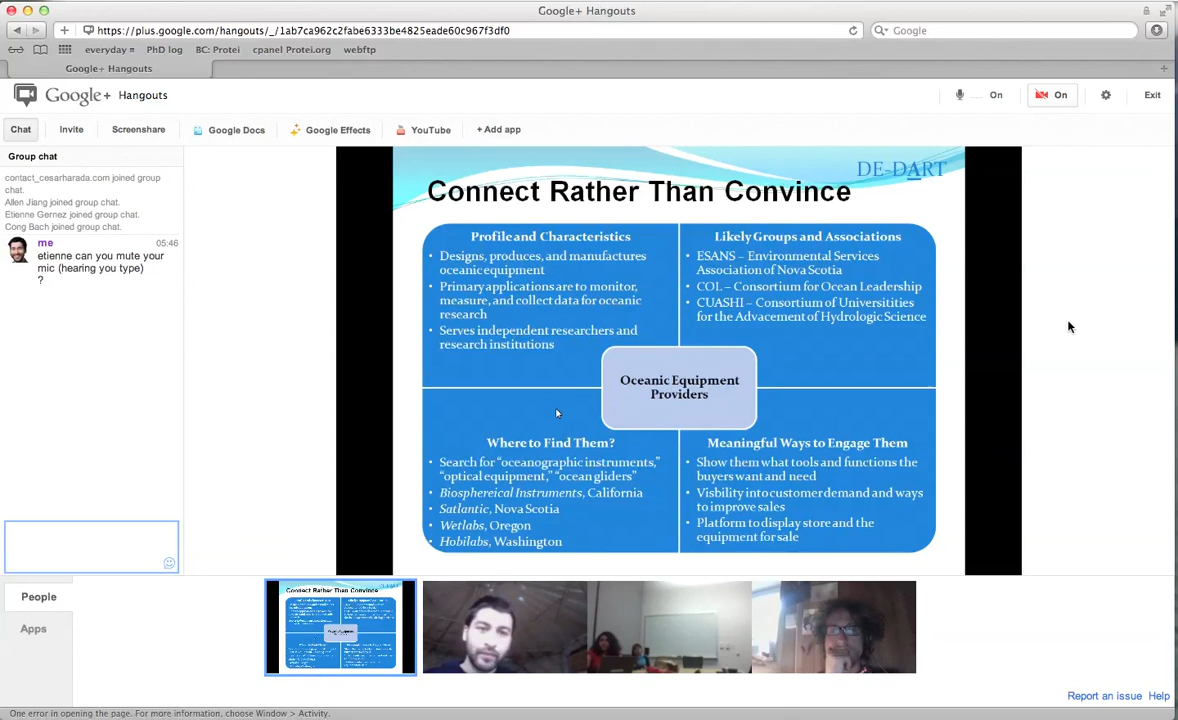 Google+ Hangouts
https://plus.google.com/hangouts/_/1ab7ca962c2fabe6333be4825eade60c967f3df0
Google
everyday
PhD log
BC: Protei
cpanel Protei.org
webftp
Google+ Hangouts
Google+ Hangouts
On
On
Exit
Chat
Invite
Screenshare
Google Docs
Google Effects
YouTube
+ Add app
Group chat
contact_cesarharada.com joined group
chat.
Allen Jiang joined group chat.
Etienne Gernez joined group chat.
Cong Bach joined group chat.
me 05:46
etienne can you mute your
mic (hearing you type)
?
DE-DART
Connect Rather Than Convince
Profile and Characteristics
• Designs, produces, and manufactures
oceanic equipment
• Primary applications are to monitor,
measure, and collect data for oceanic
research
• Serves independent researchers and
research institutions
Likely Groups and Associations
• ESANS – Environmental Services
Association of Nova Scotia
• COL – Consortium for Ocean Leadership
• CUASHI – Consortium of Universitities
for the Advacement of Hydrologic Science
Oceanic Equipment
Providers
Where to Find Them?
• Search for “oceanographic instruments,”
“optical equipment,” “ocean gliders”
• Biosphereical Instruments, California
• Satlantic, Nova Scotia
• Wetlabs, Oregon
• Hobilabs, Washington
Meaningful Ways to Engage Them
• Show them what tools and functions the
buyers want and need
• Visbility into customer demand and ways
to improve sales
• Platform to display store and the
equipment for sale
People
Apps
Connect Rather Than Convince
Report an issue Help
One error in opening the page. For more information, choose Window > Activity.